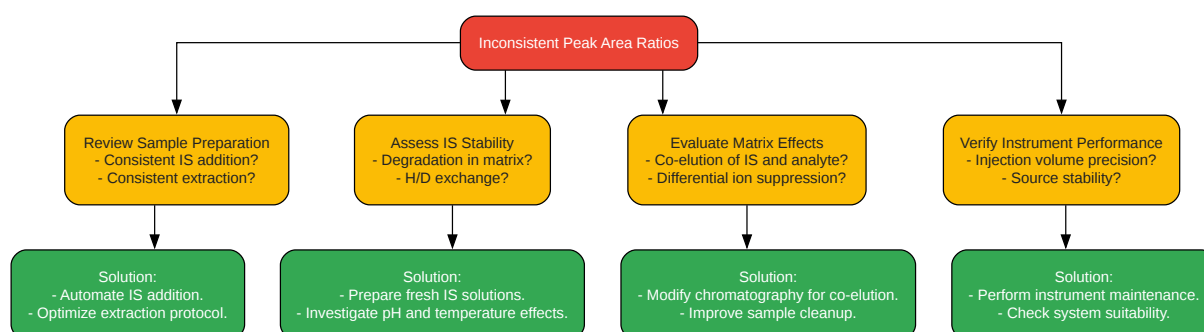 Inconsistent Peak Area Ratios
Review Sample Preparation
- Consistent IS addition?
- Consistent extraction?
Assess IS Stability
- Degradation in matrix?
- H/D exchange?
Evaluate Matrix Effects
- Co-elution of IS and analyte?
- Differential ion suppression?
Verify Instrument Performance
- Injection volume precision?
- Source stability?
Solution:
- Automate IS addition.
- Optimize extraction protocol.
Solution:
- Prepare fresh IS solutions.
- Investigate pH and temperature effects.
Solution:
- Modify chromatography for co-elution.
- Improve sample cleanup.
Solution:
- Perform instrument maintenance.
- Check system suitability.